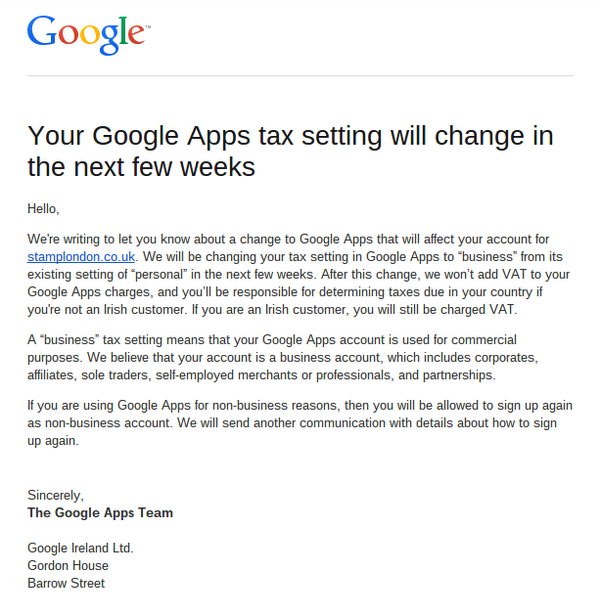 Google™
Your Google Apps tax setting will change in
the next few weeks
Hello,
We're writing to let you know about a change to Google Apps that will affect your account for
stamplondon.co.uk. We will be changing your tax setting in Google Apps to “business” from its
existing setting of “personal” in the next few weeks. After this change, we won’t add VAT to your
Google Apps charges, and you’ll be responsible for determining taxes due in your country if
you're not an Irish customer. If you are an Irish customer, you will still be charged VAT.
A “business” tax setting means that your Google Apps account is used for commercial
purposes. We believe that your account is a business account, which includes corporates,
affiliates, sole traders, self-employed merchants or professionals, and partnerships.
If you are using Google Apps for non-business reasons, then you will be allowed to sign up again
as non-business account. We will send another communication with details about how to sign
up again.
Sincerely,
The Google Apps Team
Google Ireland Ltd.
Gordon House
Barrow Street